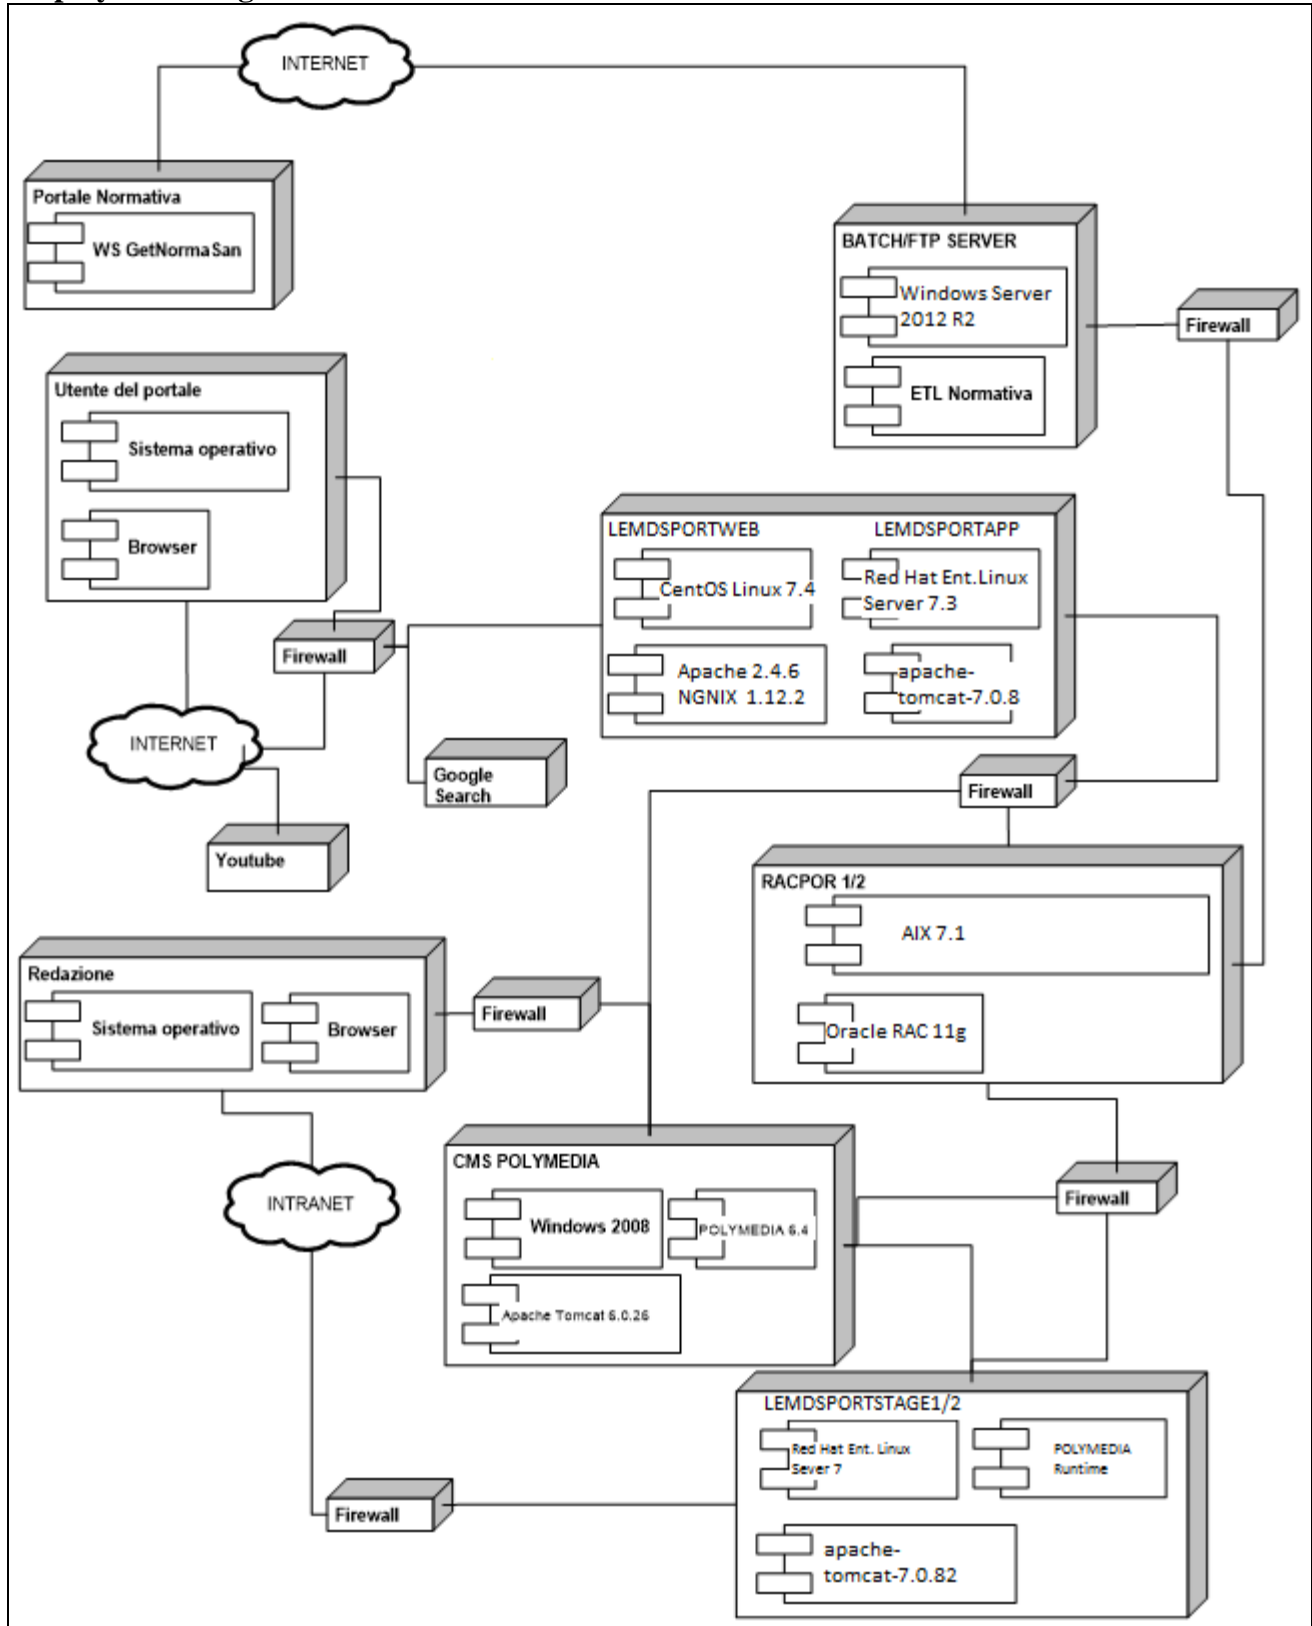 INTERNET
Portale Normativa
WS GetNormaSan
BATCH/FTP SERVER
Windows Server
2012 R2
ETL Normativa
Firewall
Utente del portale
Sistema operativo
Browser
Firewall
INTERNET
Youtube
Google
Search
LEMDSPORTWEB
LEMDSPORTAPP
CentOS Linux 7.4
Red Hat Ent.Linux
Server 7.3
Apache 2.4.6
NGNIX 1.12.2
apache-
tomcat-7.0.8
Firewall
RACPOR 1/2
AIX 7.1
Oracle RAC 11g
Redazione
Sistema operativo
Browser
Firewall
INTRANET
CMS POLYMEDIA
Windows 2008
POLYMEDIA 6.4
Apache Tomcat 6.0.26
Firewall
LEMDSPORTSTAGE1/2
Red Hat Ent. Linux
Sever 7
POLYMEDIA
Runtime
apache-
tomcat-7.0.82
Firewall